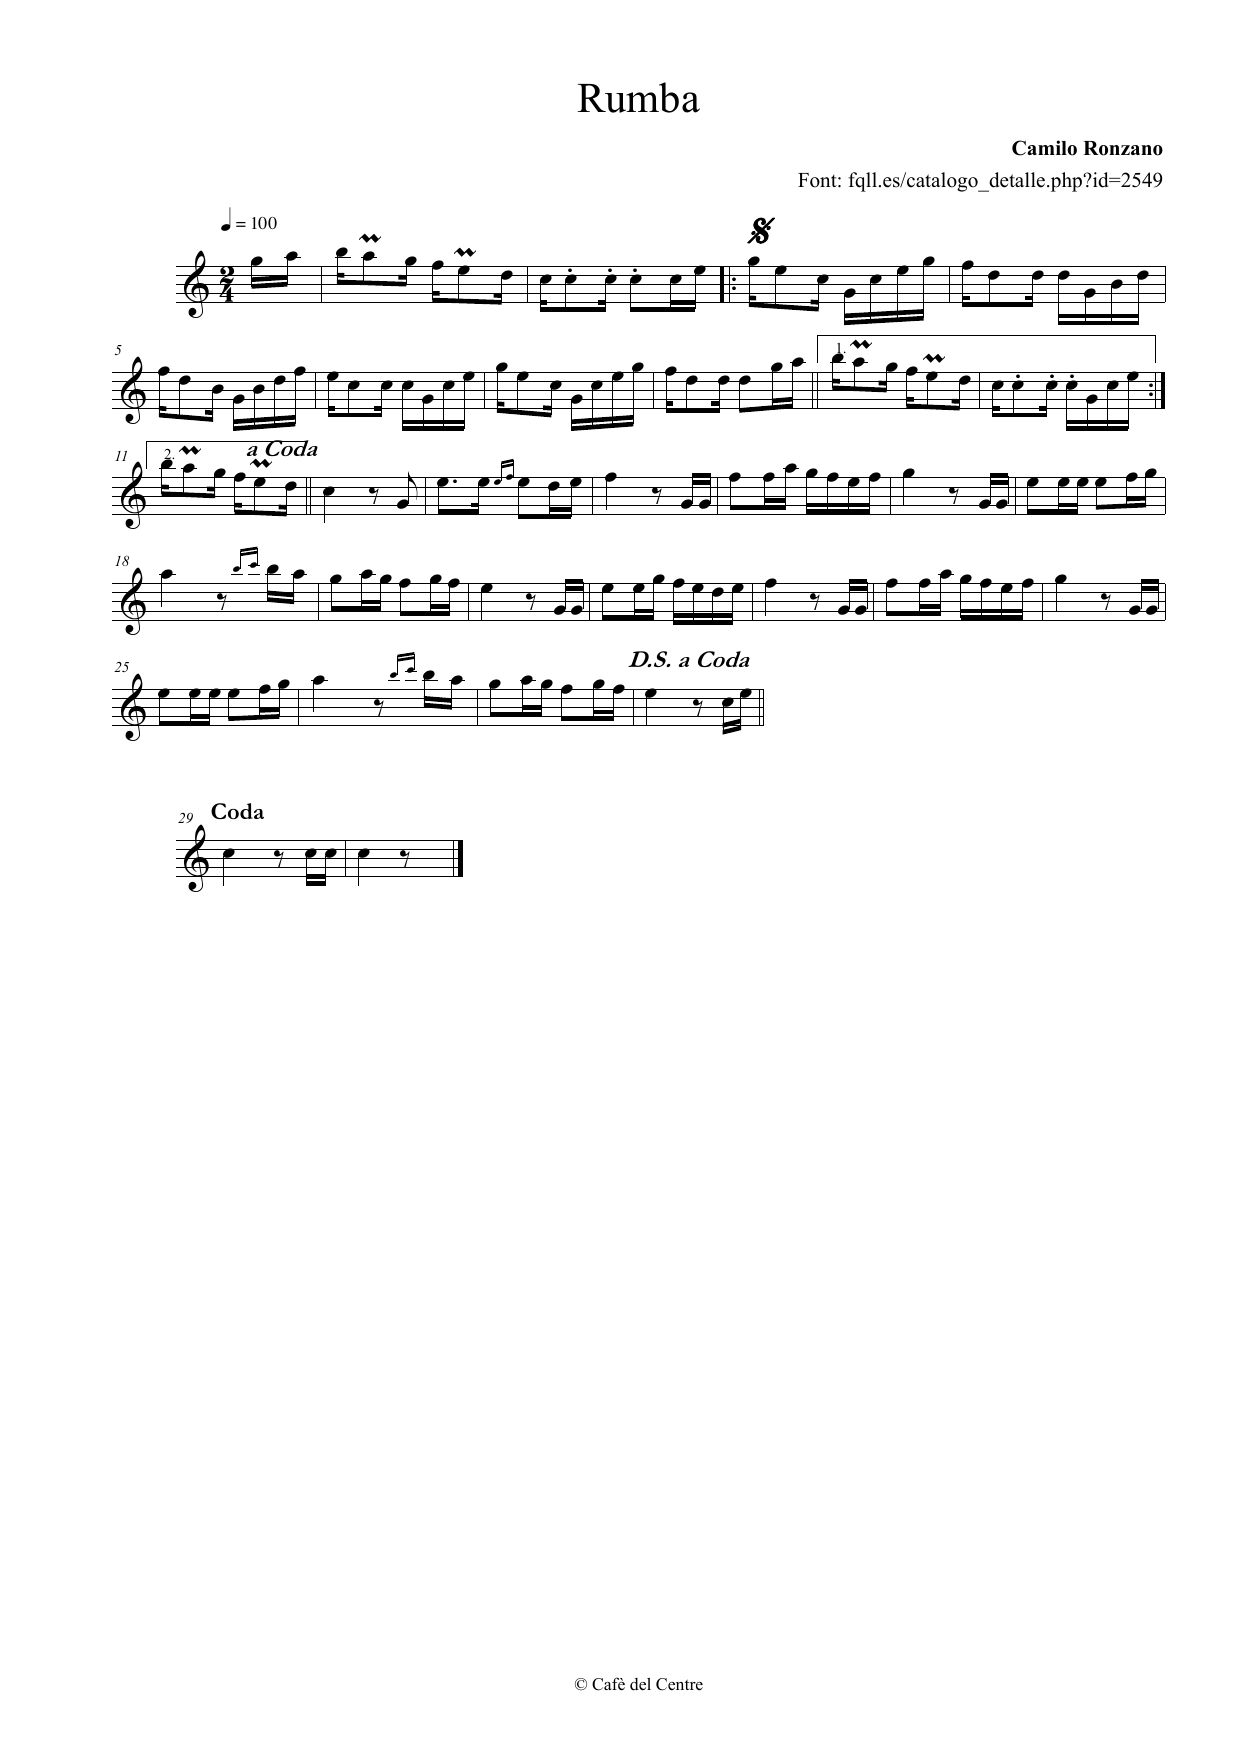 Rumba
Camilo Ronzano
Font: fqll.es/catalogo_detalle.php?id=2549
= 100
2
4
5
1.
11
2.
a Coda
18
25
D.S. a Coda
29
Coda
© Cafè del Centre